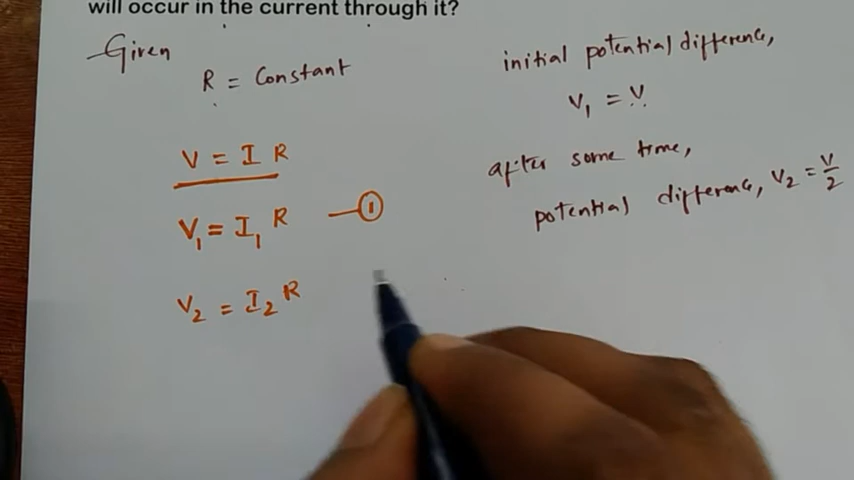 will occur in the current through it?
Given
R = Constant
V = I R
V₁ = I₁ R —①
V₂ = I₂ R
initial potential difference,
V₁ = V
after some time,
potential difference, V₂ = V/2